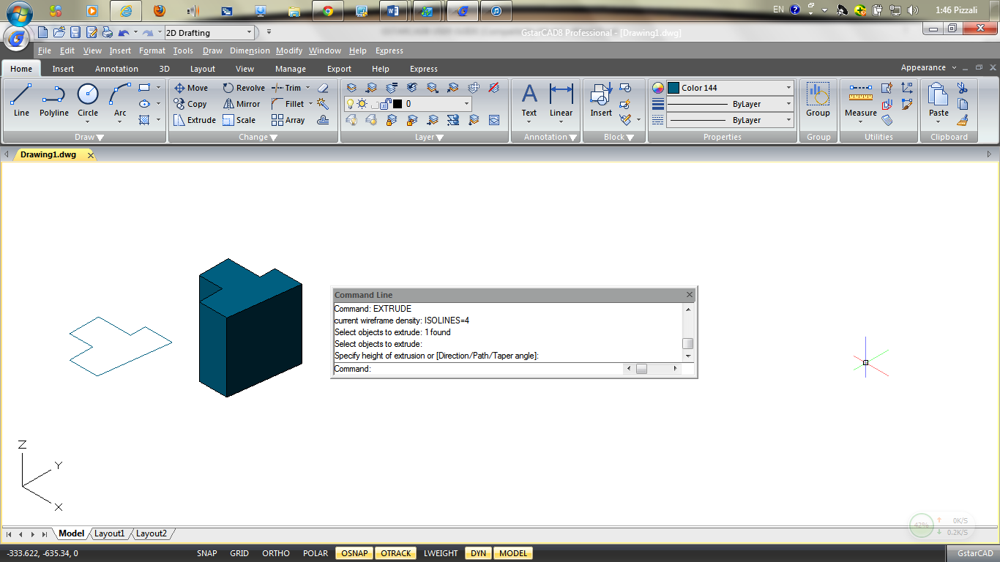 EN 1:46 Pizzali
2D Drafting GstarCAD8 Professional - [Drawing1.dwg]
File Edit View Insert Format Tools Draw Dimension Modify Window Help Express
Home Insert Annotation 3D Layout View Manage Export Help Express Appearance
Line Polyline Circle Arc
Move Revolve Trim
Copy Mirror Fillet
Extrude Scale Array
0
Text Linear Insert
Color 144
ByLayer
ByLayer
Group Measure Paste
Draw Change Layer Annotation Block Properties Group Utilities Clipboard
Drawing1.dwg
Command Line
Command: EXTRUDE
current wireframe density: ISOLINES=4
Select objects to extrude: 1 found
Select objects to extrude:
Specify height of extrusion or [Direction/Path/Taper angle]:
Command:
Z
Y
X
42% 0K/S
0.2K/S
Model Layout1 Layout2
-333.622, -635.34, 0 SNAP GRID ORTHO POLAR OSNAP OTRACK LWEIGHT DYN MODEL GstarCAD